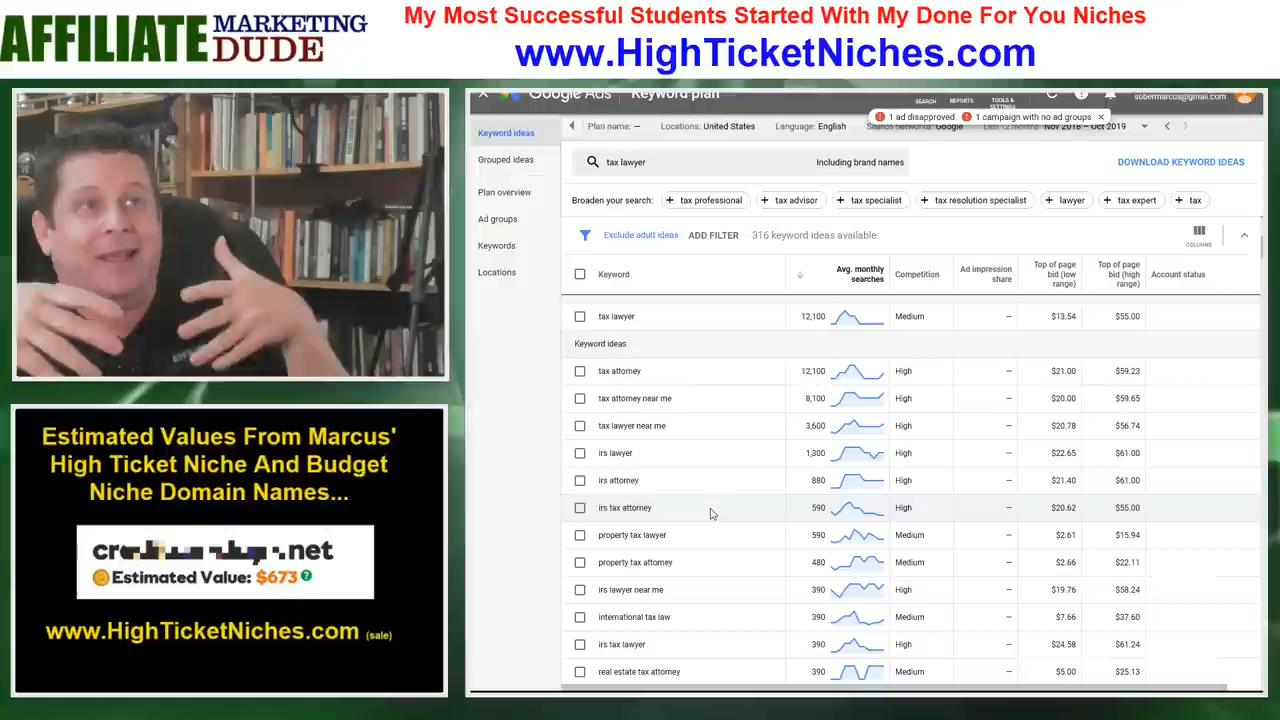 AFFILIATE
MARKETING
DUDE
My Most Successful Students Started With My Done For You Niches
www.HighTicketNiches.com
Google Ads
Keyword plan
SEARCH
REPORTS
TOOLS &
SETTINGS
sobermarcus@gmail.com
1 ad disapproved
1 campaign with no ad groups
Keyword ideas
Grouped ideas
Plan overview
Ad groups
Keywords
Locations
Plan name: —
Locations: United States
Language: English
Search networks: Google
Last 12 months
Nov 2018 – Oct 2019
tax lawyer
Including brand names
DOWNLOAD KEYWORD IDEAS
Broaden your search:
+ tax professional
+ tax advisor
+ tax specialist
+ tax resolution specialist
+ lawyer
+ tax expert
+ tax
Exclude adult ideas
ADD FILTER
316 keyword ideas available
COLUMNS
Keyword
Avg. monthly
searches
Competition
Ad impression
share
Top of page
bid (low
range)
Top of page
bid (high
range)
Account status
tax lawyer 12,100 Medium – $13.54 $55.00
Keyword ideas
tax attorney 12,100 High – $21.00 $59.23
tax attorney near me 8,100 High – $20.00 $59.65
tax lawyer near me 3,600 High – $20.78 $56.74
irs lawyer 1,300 High – $22.65 $61.00
irs attorney 880 High – $21.40 $61.00
irs tax attorney 590 High – $20.62 $55.00
property tax lawyer 590 High – $2.61 $15.94
property tax attorney 480 Medium – $2.66 $22.11
irs lawyer near me 390 High – $19.76 $58.24
international tax law 390 Medium – $7.66 $37.60
irs tax lawyer 390 High – $24.58 $61.24
real estate tax attorney 390 Medium – $5.00 $25.13
Estimated Values From Marcus'
High Ticket Niche And Budget
Niche Domain Names...
.net
Estimated Value: $673 ?
www.HighTicketNiches.com (sale)